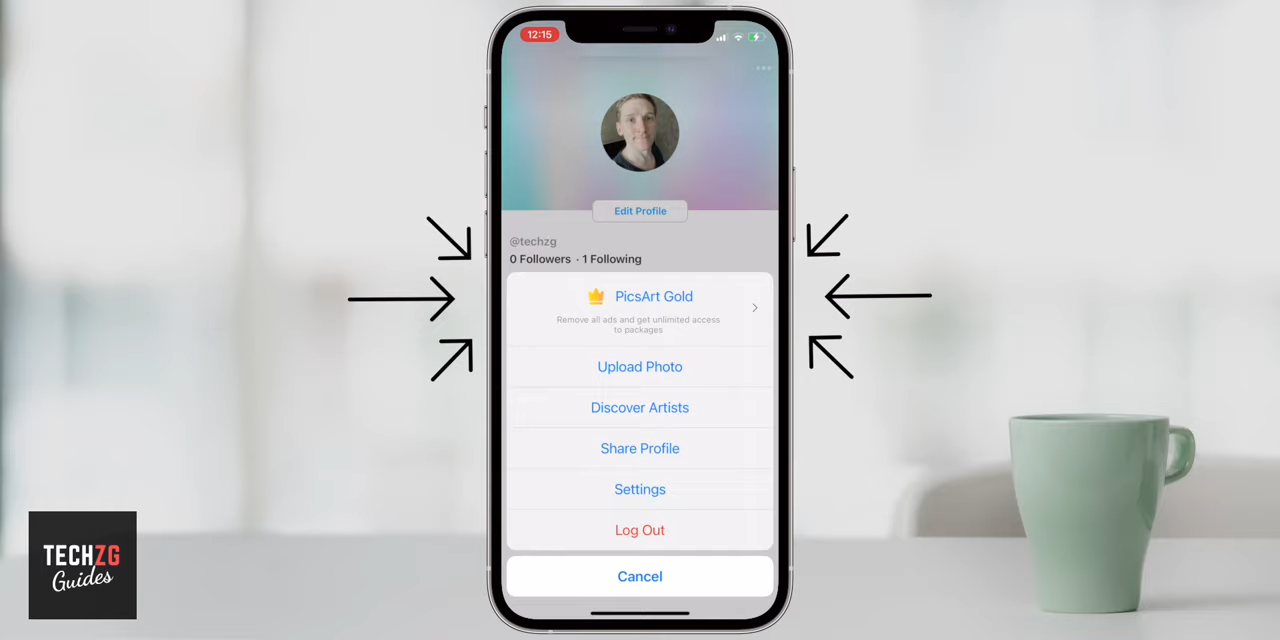 12:15
Edit Profile
@techzg
0 Followers · 1 Following
PicsArt Gold
Remove all ads and get unlimited access
to packages
Upload Photo
Discover Artists
Share Profile
Settings
Log Out
Cancel
TECHZG
Guides